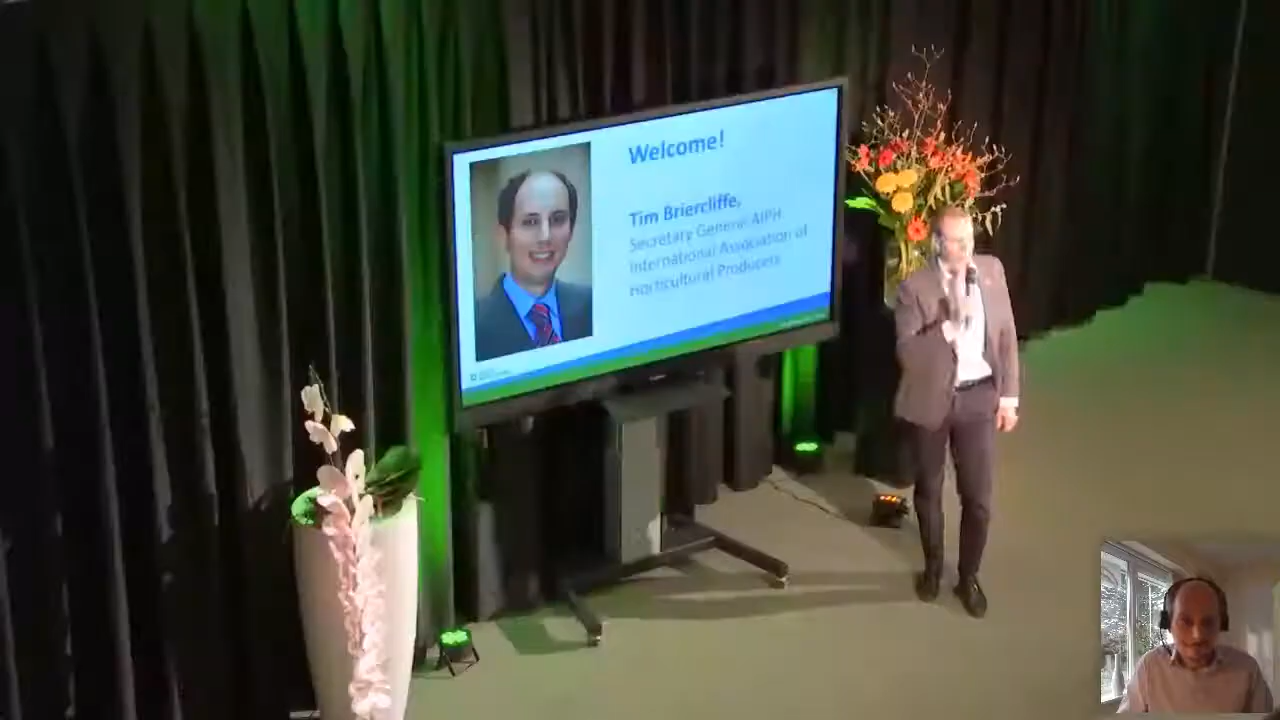 Welcome!
Tim Briercliffe,
Secretary General AIPH
International Association of
Horticultural Producers